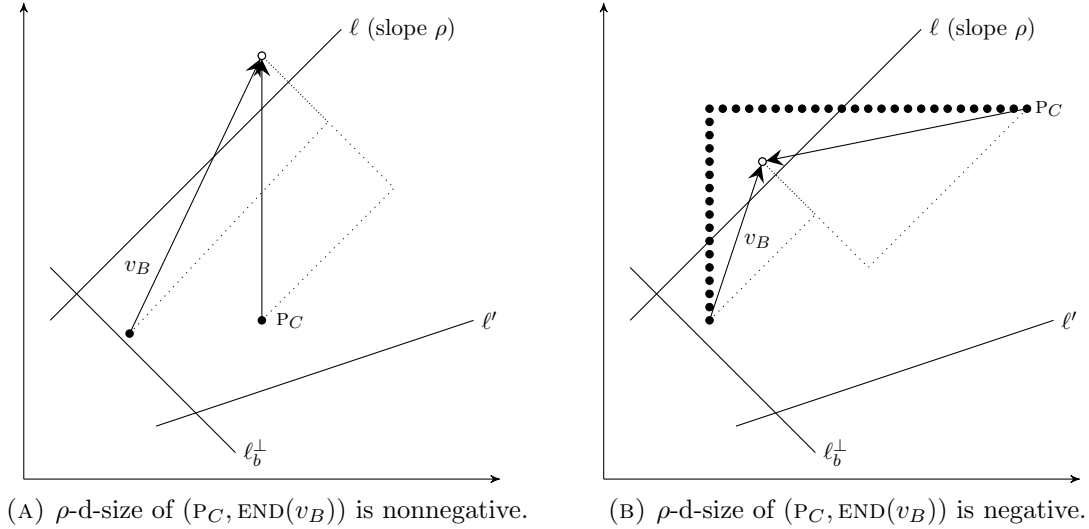 ℓ (slope ρ)
v_B
P_C
ℓ′
ℓ_b^⊥
(A) ρ-d-size of (P_C, END(v_B)) is nonnegative.
ℓ (slope ρ)
P_C
v_B
ℓ′
ℓ_b^⊥
(B) ρ-d-size of (P_C, END(v_B)) is negative.